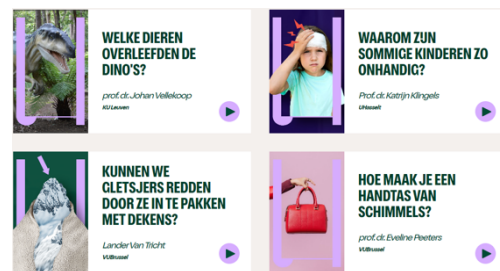 WELKE DIEREN
OVERLEEFDEN DE
DINO'S?
prof. dr. Johan Vellekoop
KU Leuven
WAAROM ZIJN
SOMMIGE KINDEREN ZO
ONHANDIG?
Prof. dr. Katrijn Klingels
UHasselt
KUNNEN WE
GLETSJERS REDDEN
DOOR ZE IN TE PAKKEN
MET DEKENS?
Lander Van Tricht
VUBrussel
HOE MAAK JE EEN
HANDTAS VAN
SCHIMMELS?
prof. dr. Eveline Peeters
VUBrussel